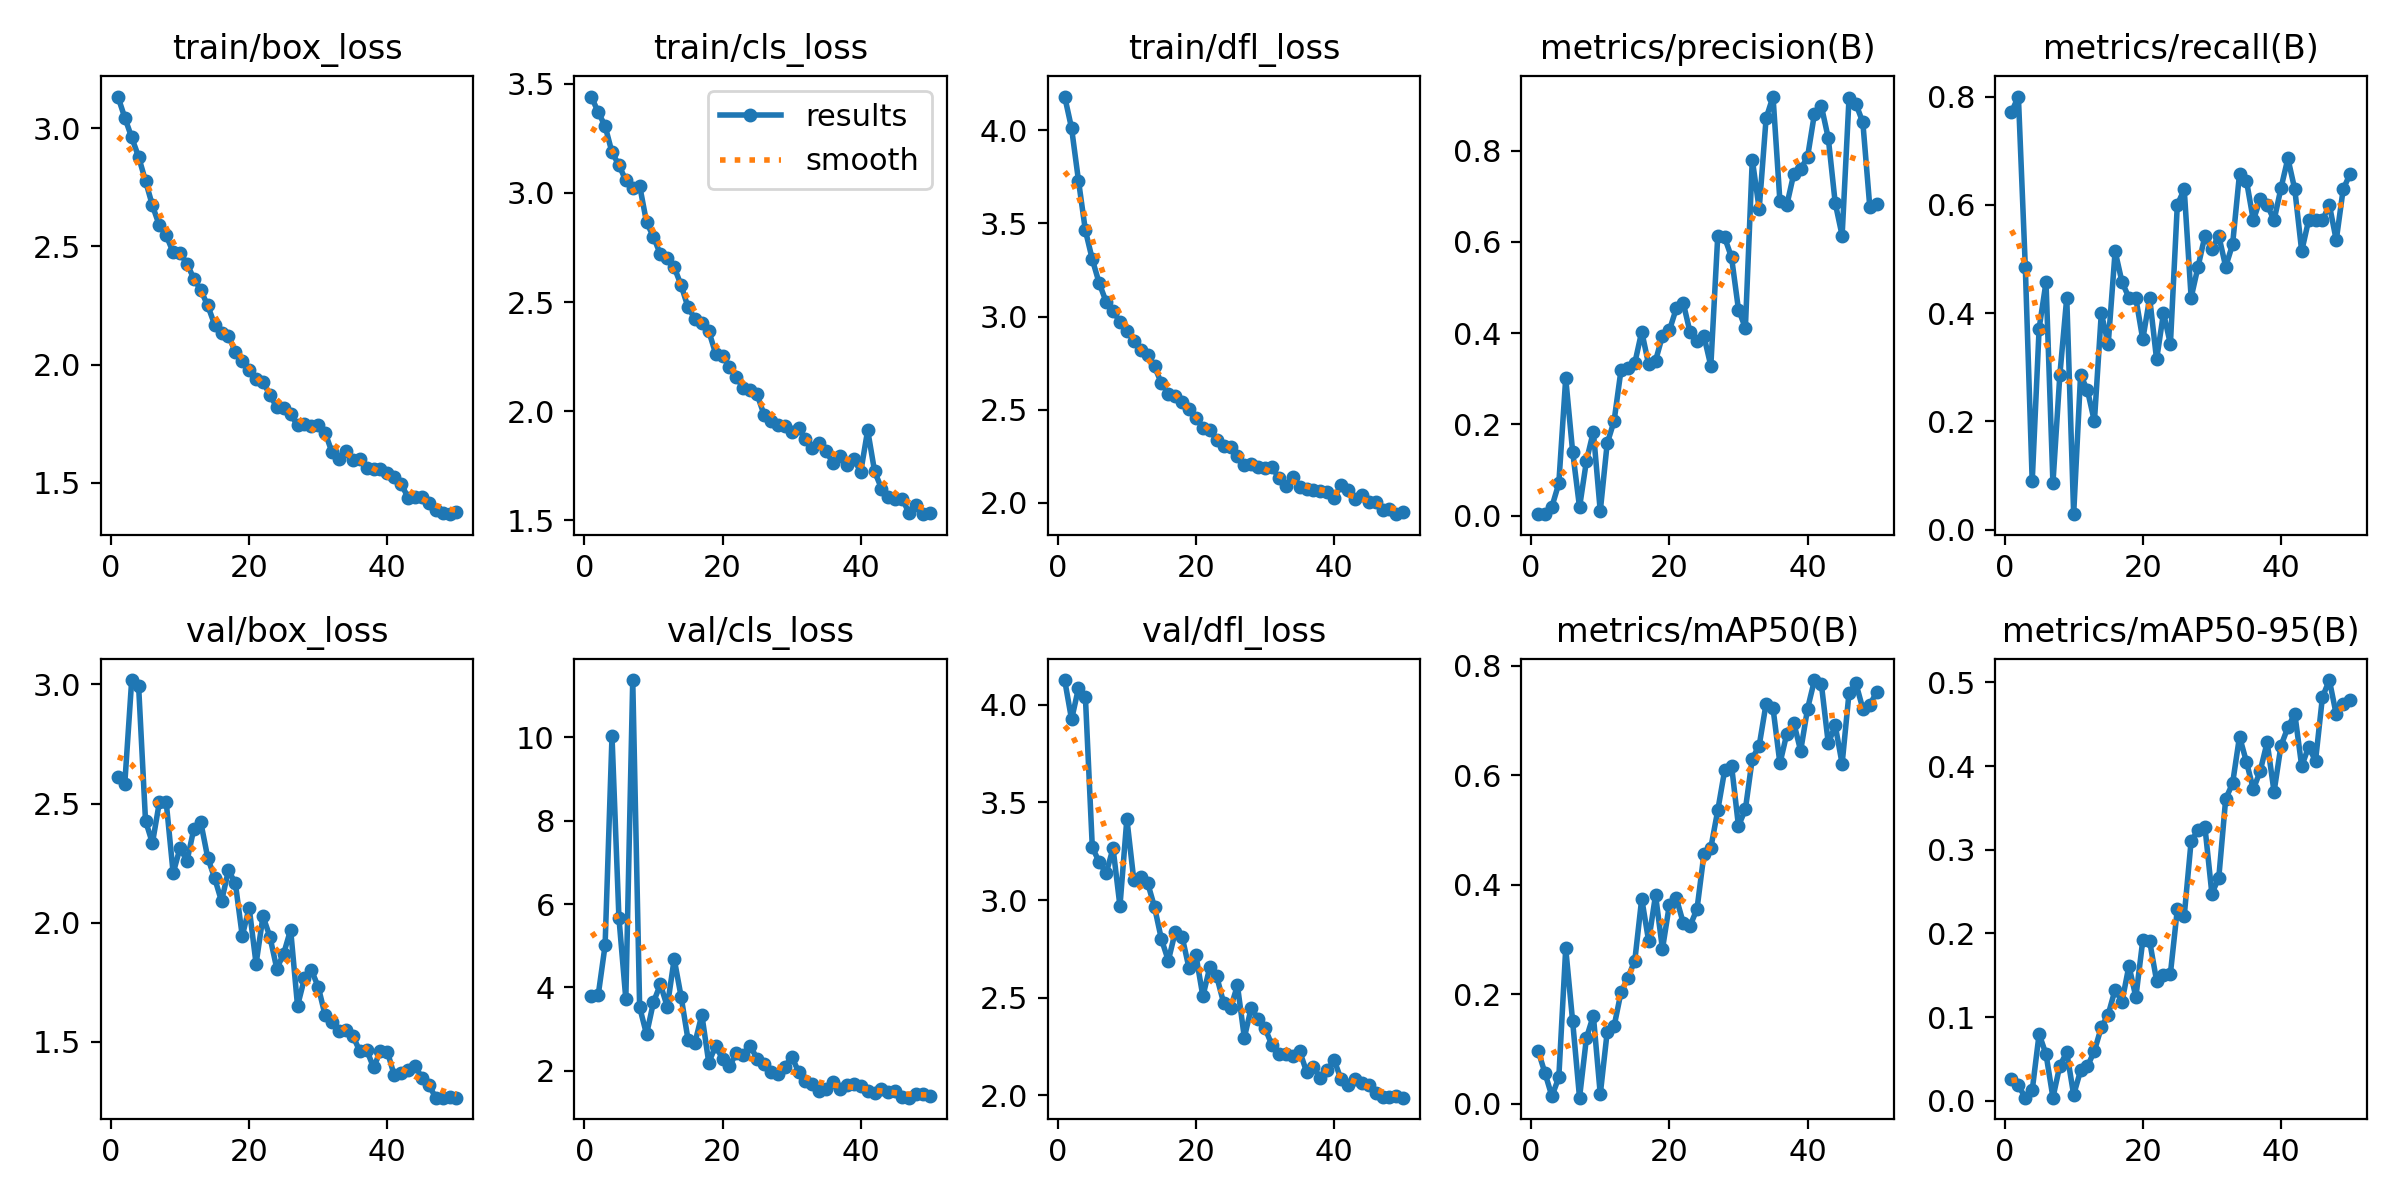 train/box_loss
train/cls_loss
train/dfl_loss
metrics/precision(B)
metrics/recall(B)
3.0
2.5
2.0
1.5
0 20 40
3.5
3.0
2.5
2.0
1.5
0 20 40
results
smooth
4.0
3.5
3.0
2.5
2.0
0 20 40
0.8
0.6
0.4
0.2
0.0
0 20 40
0.8
0.6
0.4
0.2
0.0
0 20 40
val/box_loss
val/cls_loss
val/dfl_loss
metrics/mAP50(B)
metrics/mAP50-95(B)
3.0
2.5
2.0
1.5
0 20 40
10
8
6
4
2
0 20 40
4.0
3.5
3.0
2.5
2.0
0 20 40
0.8
0.6
0.4
0.2
0.0
0 20 40
0.5
0.4
0.3
0.2
0.1
0.0
0 20 40